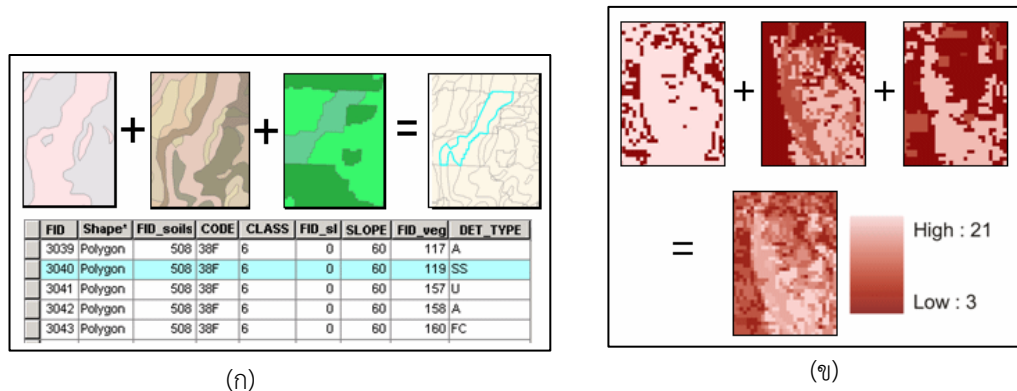 + + =
FID Shape* FID_soils CODE CLASS FID_sl SLOPE FID_veg DET_TYPE
3039 Polygon 508 38F 6 0 60 117 A
3040 Polygon 508 38F 6 0 60 119 SS
3041 Polygon 508 38F 6 0 60 157 U
3042 Polygon 508 38F 6 0 60 158 A
3043 Polygon 508 38F 6 0 60 160 FC
(ก)
+ +
=
High : 21
Low : 3
(ข)